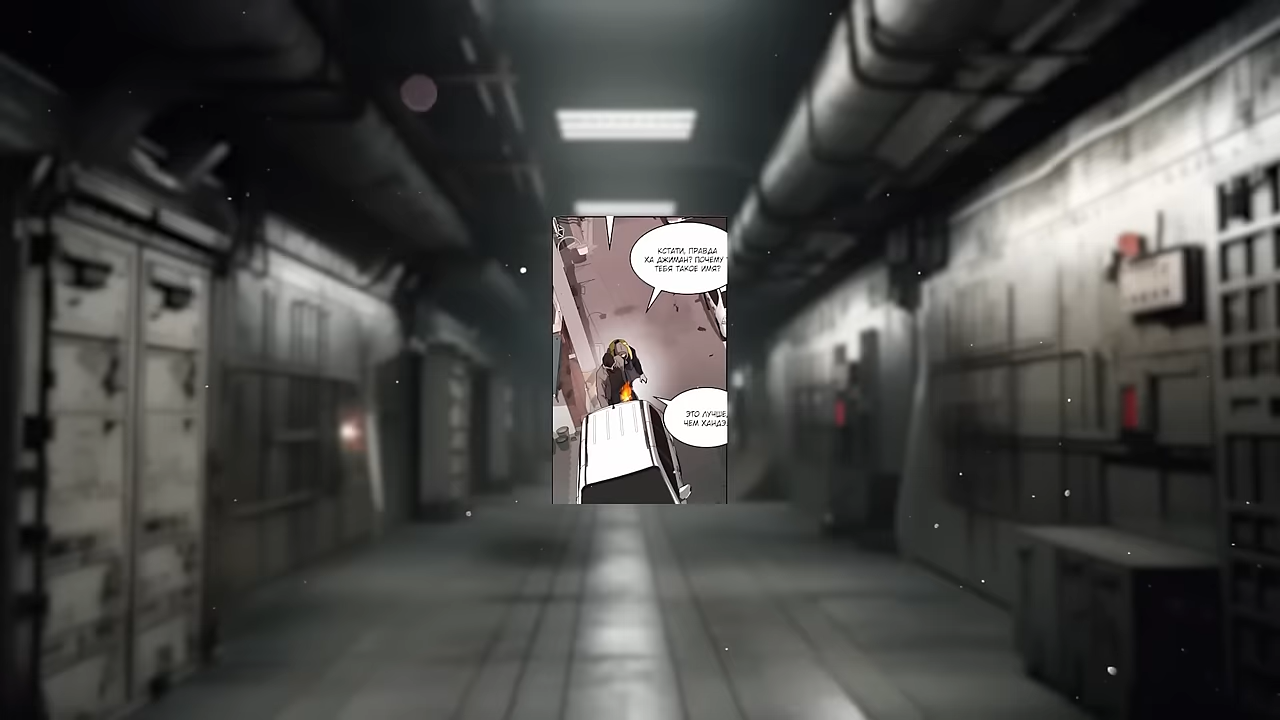 КСТАТИ, ПРАВДА
ХА ДЖИМАН? ПОЧЕМУ
ТЕБЯ ТАКОЕ ИМЯ?
ЭТО ЛУЧШЕ,
ЧЕМ